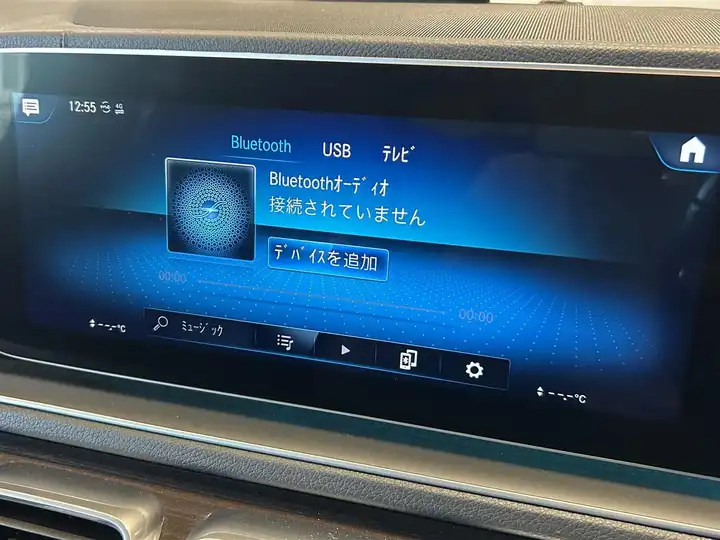 12:55 4G
Bluetooth USB ﾃﾚﾋﾞ
Bluetoothｵｰﾃﾞｨｵ
接続されていません
ﾃﾞﾊﾞｲｽを追加
00:00
00:00
ﾐｭｰｼﾞｯｸ
--.-°C
--.-°C